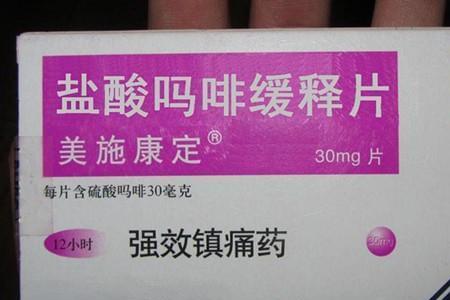 盐酸吗啡缓释片
美施康定®
30mg 片
每片含硫酸吗啡30毫克
12小时
强效镇痛药
30mg